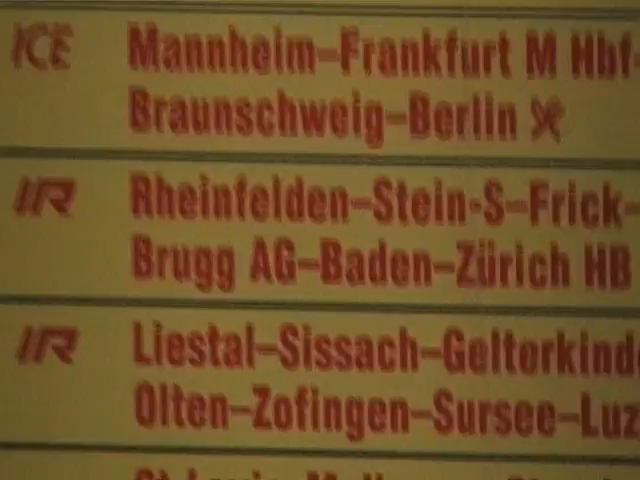 ICE Mannheim–Frankfurt M Hbf-
Braunschweig–Berlin
IR Rheinfelden–Stein-S–Frick–
Brugg AG–Baden–Zürich HB
IR Liestal–Sissach–Gelterkind
Olten–Zofingen–Sursee–Luz